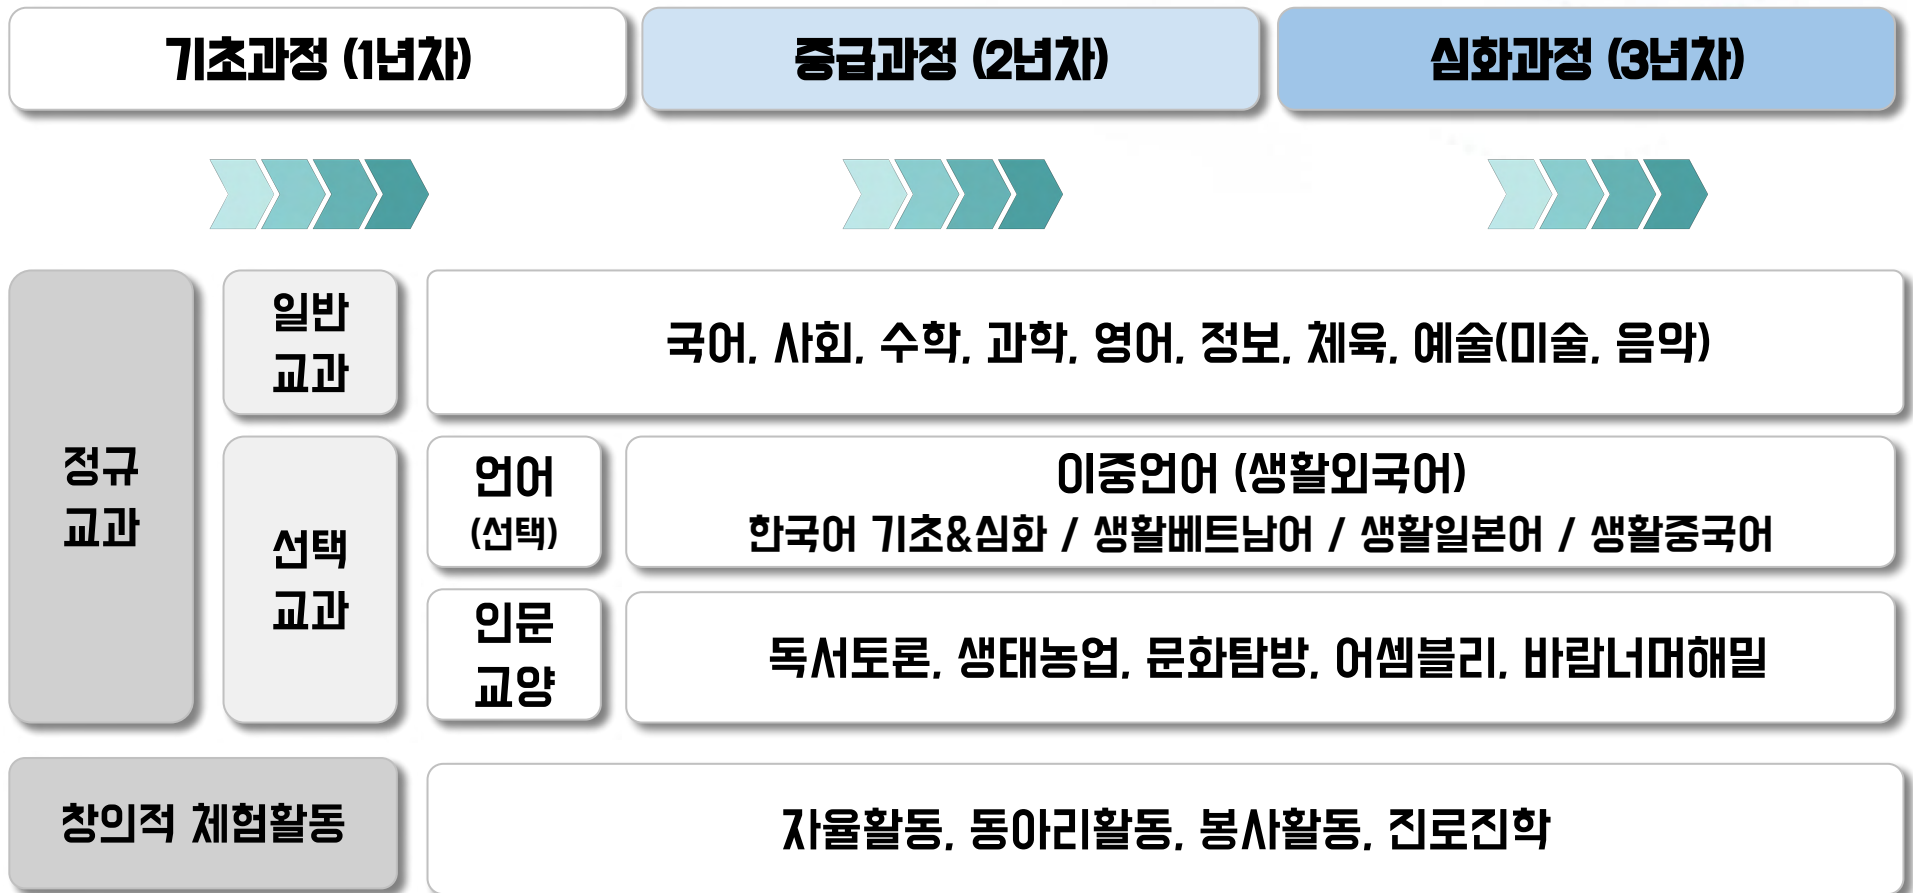 기초과정 (1년차)
중급과정 (2년차)
심화과정 (3년차)
정규
교과
일반
교과
국어, 사회, 수학, 과학, 영어, 정보, 체육, 예술(미술, 음악)
선택
교과
언어
(선택)
이중언어 (생활외국어)
한국어 기초&심화 / 생활베트남어 / 생활일본어 / 생활중국어
인문
교양
독서토론, 생태농업, 문화탐방, 어셈블리, 바람너머해밀
창의적 체험활동
자율활동, 동아리활동, 봉사활동, 진로진학